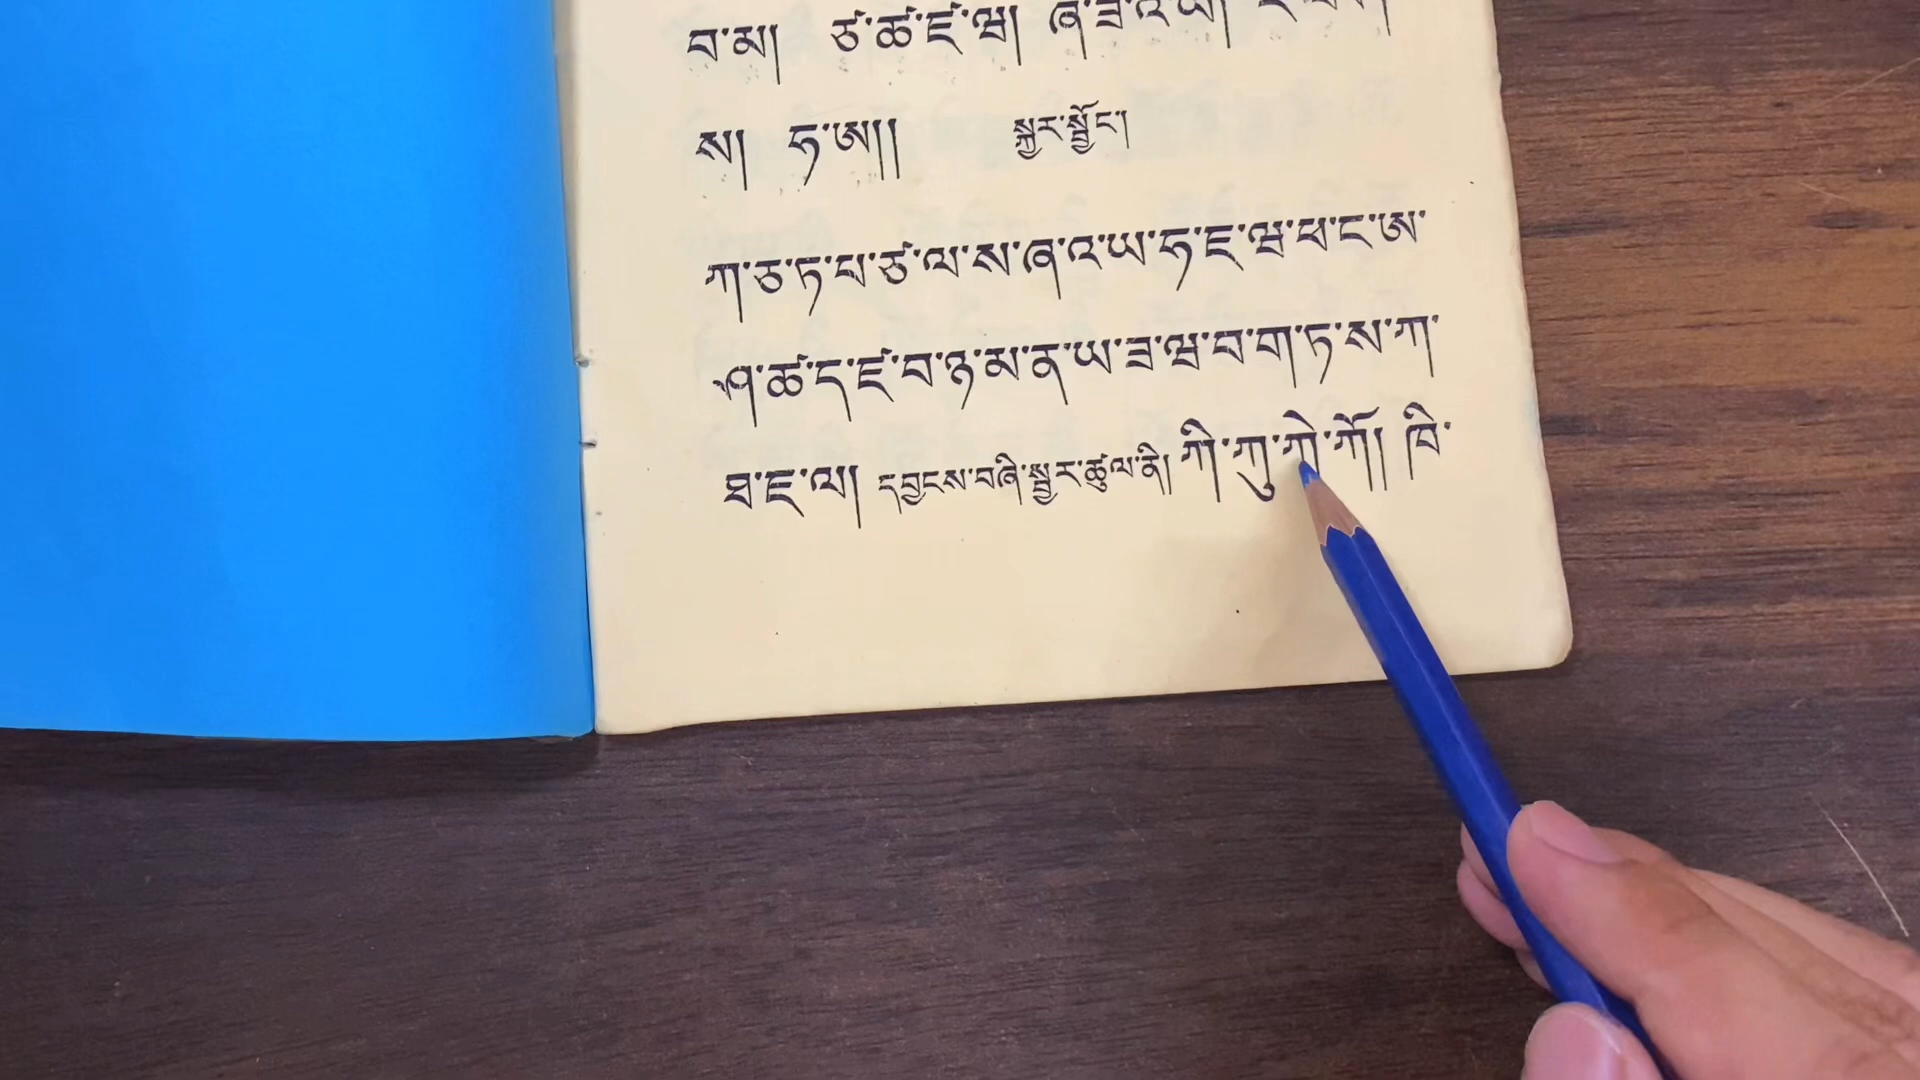 བ་མ། ཙ་ཚ་ཛ་ཝ། ཞ་ཟ་འ་ཡ།
ས། ཧ་ཨ།། སྐྱར་སྦྱོང་།
ཀ་ཅ་ཏ་པ་ཙ་ལ་ས་ཞ་འ་ཡ་ཧ་ཇ་ཝ་ཕ་ང་ཨ་
ཤ་ཚ་ད་ཛ་བ་ཉ་མ་ན་ཡ་ཟ་ཝ་བ་ག་ཏ་ས་ཀ་
ཐ་ཇ་ལ། དབྱངས་བཞི་སྦྱར་ཚུལ་ནི། ཀི་ཀུ་ཀེ་ཀོ། ཁི་